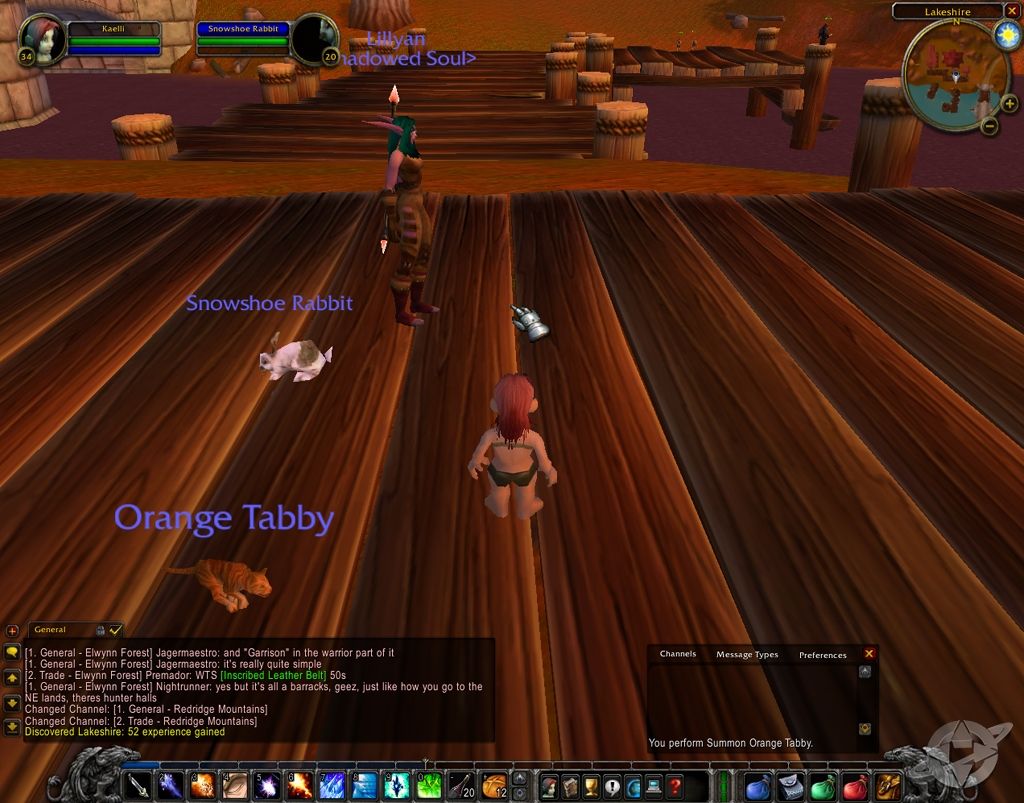 Kaelli
34
Snowshoe Rabbit
20
Lillyan
hadowed Soul>
Lakeshire
N
Snowshoe Rabbit
Orange Tabby
General
[1. General - Elwynn Forest] Jagermaestro: and "Garrison" in the warrior part of it
[1. General - Elwynn Forest] Jagermaestro: it's really quite simple
[2. Trade - Elwynn Forest] Premador: WTS [Inscribed Leather Belt] 50s
[1. General - Elwynn Forest] Nightrunner: yes but it's all a barracks, geez, just like how you go to the
NE lands, theres hunter halls
Changed Channel: [1. General - Redridge Mountains]
Changed Channel: [2. Trade - Redridge Mountains]
Discovered Lakeshire: 52 experience gained
Channels Message Types Preferences
You perform Summon Orange Tabby.
20 12